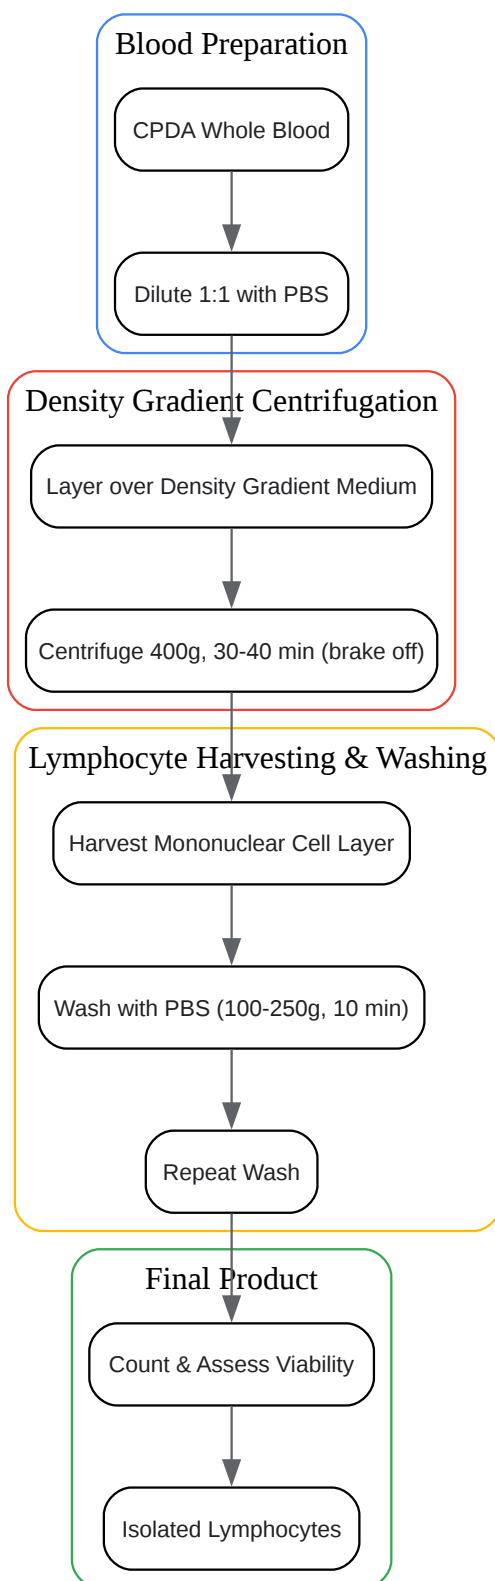 Blood Preparation
CPDA Whole Blood
Dilute 1:1 with PBS
Density Gradient Centrifugation
Layer over Density Gradient Medium
Centrifuge 400g, 30-40 min (brake off)
Lymphocyte Harvesting & Washing
Harvest Mononuclear Cell Layer
Wash with PBS (100-250g, 10 min)
Repeat Wash
Final Product
Count & Assess Viability
Isolated Lymphocytes